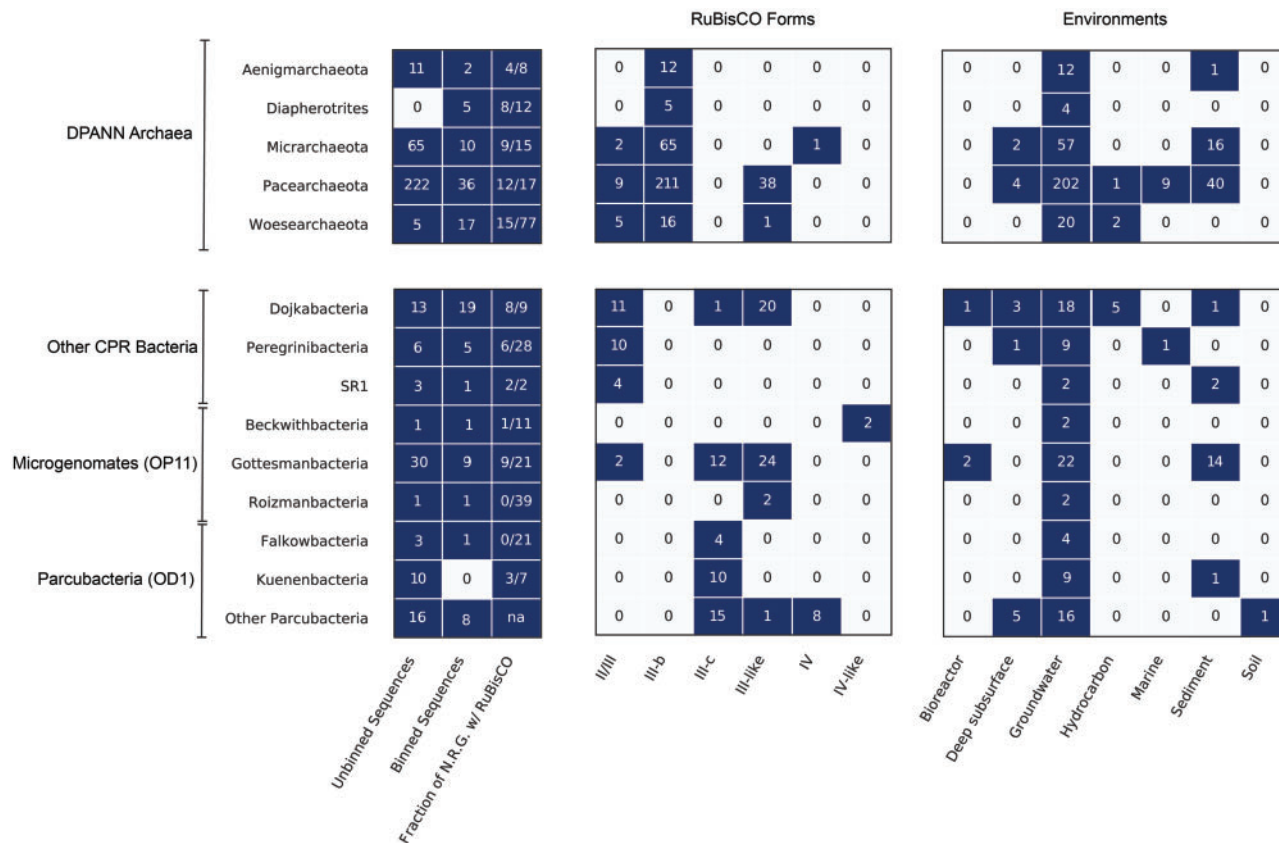 RuBisCO Forms Environments
DPANN Archaea
Aenigmarchaeota 11 2 4/8 0 12 0 0 0 0 0 0 12 0 0 1 0
Diapherotrites 0 5 8/12 0 5 0 0 0 0 0 0 4 0 0 0 0
Micrarchaeota 65 10 9/15 2 65 0 0 1 0 0 2 57 0 0 16 0
Pacearchaeota 222 36 12/17 9 211 0 38 0 0 0 4 202 1 9 40 0
Woesearchaeota 5 17 15/77 5 16 0 1 0 0 0 0 20 2 0 0 0
Other CPR Bacteria
Dojkabacteria 13 19 8/9 11 0 1 20 0 0 1 3 18 5 0 1 0
Peregrinibacteria 6 5 6/28 10 0 0 0 0 0 0 1 9 0 1 0 0
SR1 3 1 2/2 4 0 0 0 0 0 0 0 2 0 0 2 0
Microgenomates (OP11)
Beckwithbacteria 1 1 1/11 0 0 0 0 0 2 0 0 2 0 0 0 0
Gottesmanbacteria 30 9 9/21 2 0 12 24 0 0 2 0 22 0 0 14 0
Roizmanbacteria 1 1 0/39 0 0 0 2 0 0 0 0 2 0 0 0 0
Parcubacteria (OD1)
Falkowbacteria 3 1 0/21 0 0 4 0 0 0 0 0 4 0 0 0 0
Kuenenbacteria 10 0 3/7 0 0 10 0 0 0 0 0 9 0 0 1 0
Other Parcubacteria 16 8 na 0 0 15 1 8 0 0 5 16 0 0 0 1
Unbinned Sequences
Binned Sequences
Fraction of N.R.G. w/ RuBisCO
II/III
III-b
III-c
III-like
IV
IV-like
Bioreactor
Deep subsurface
Groundwater
Hydrocarbon
Marine
Sediment
Soil